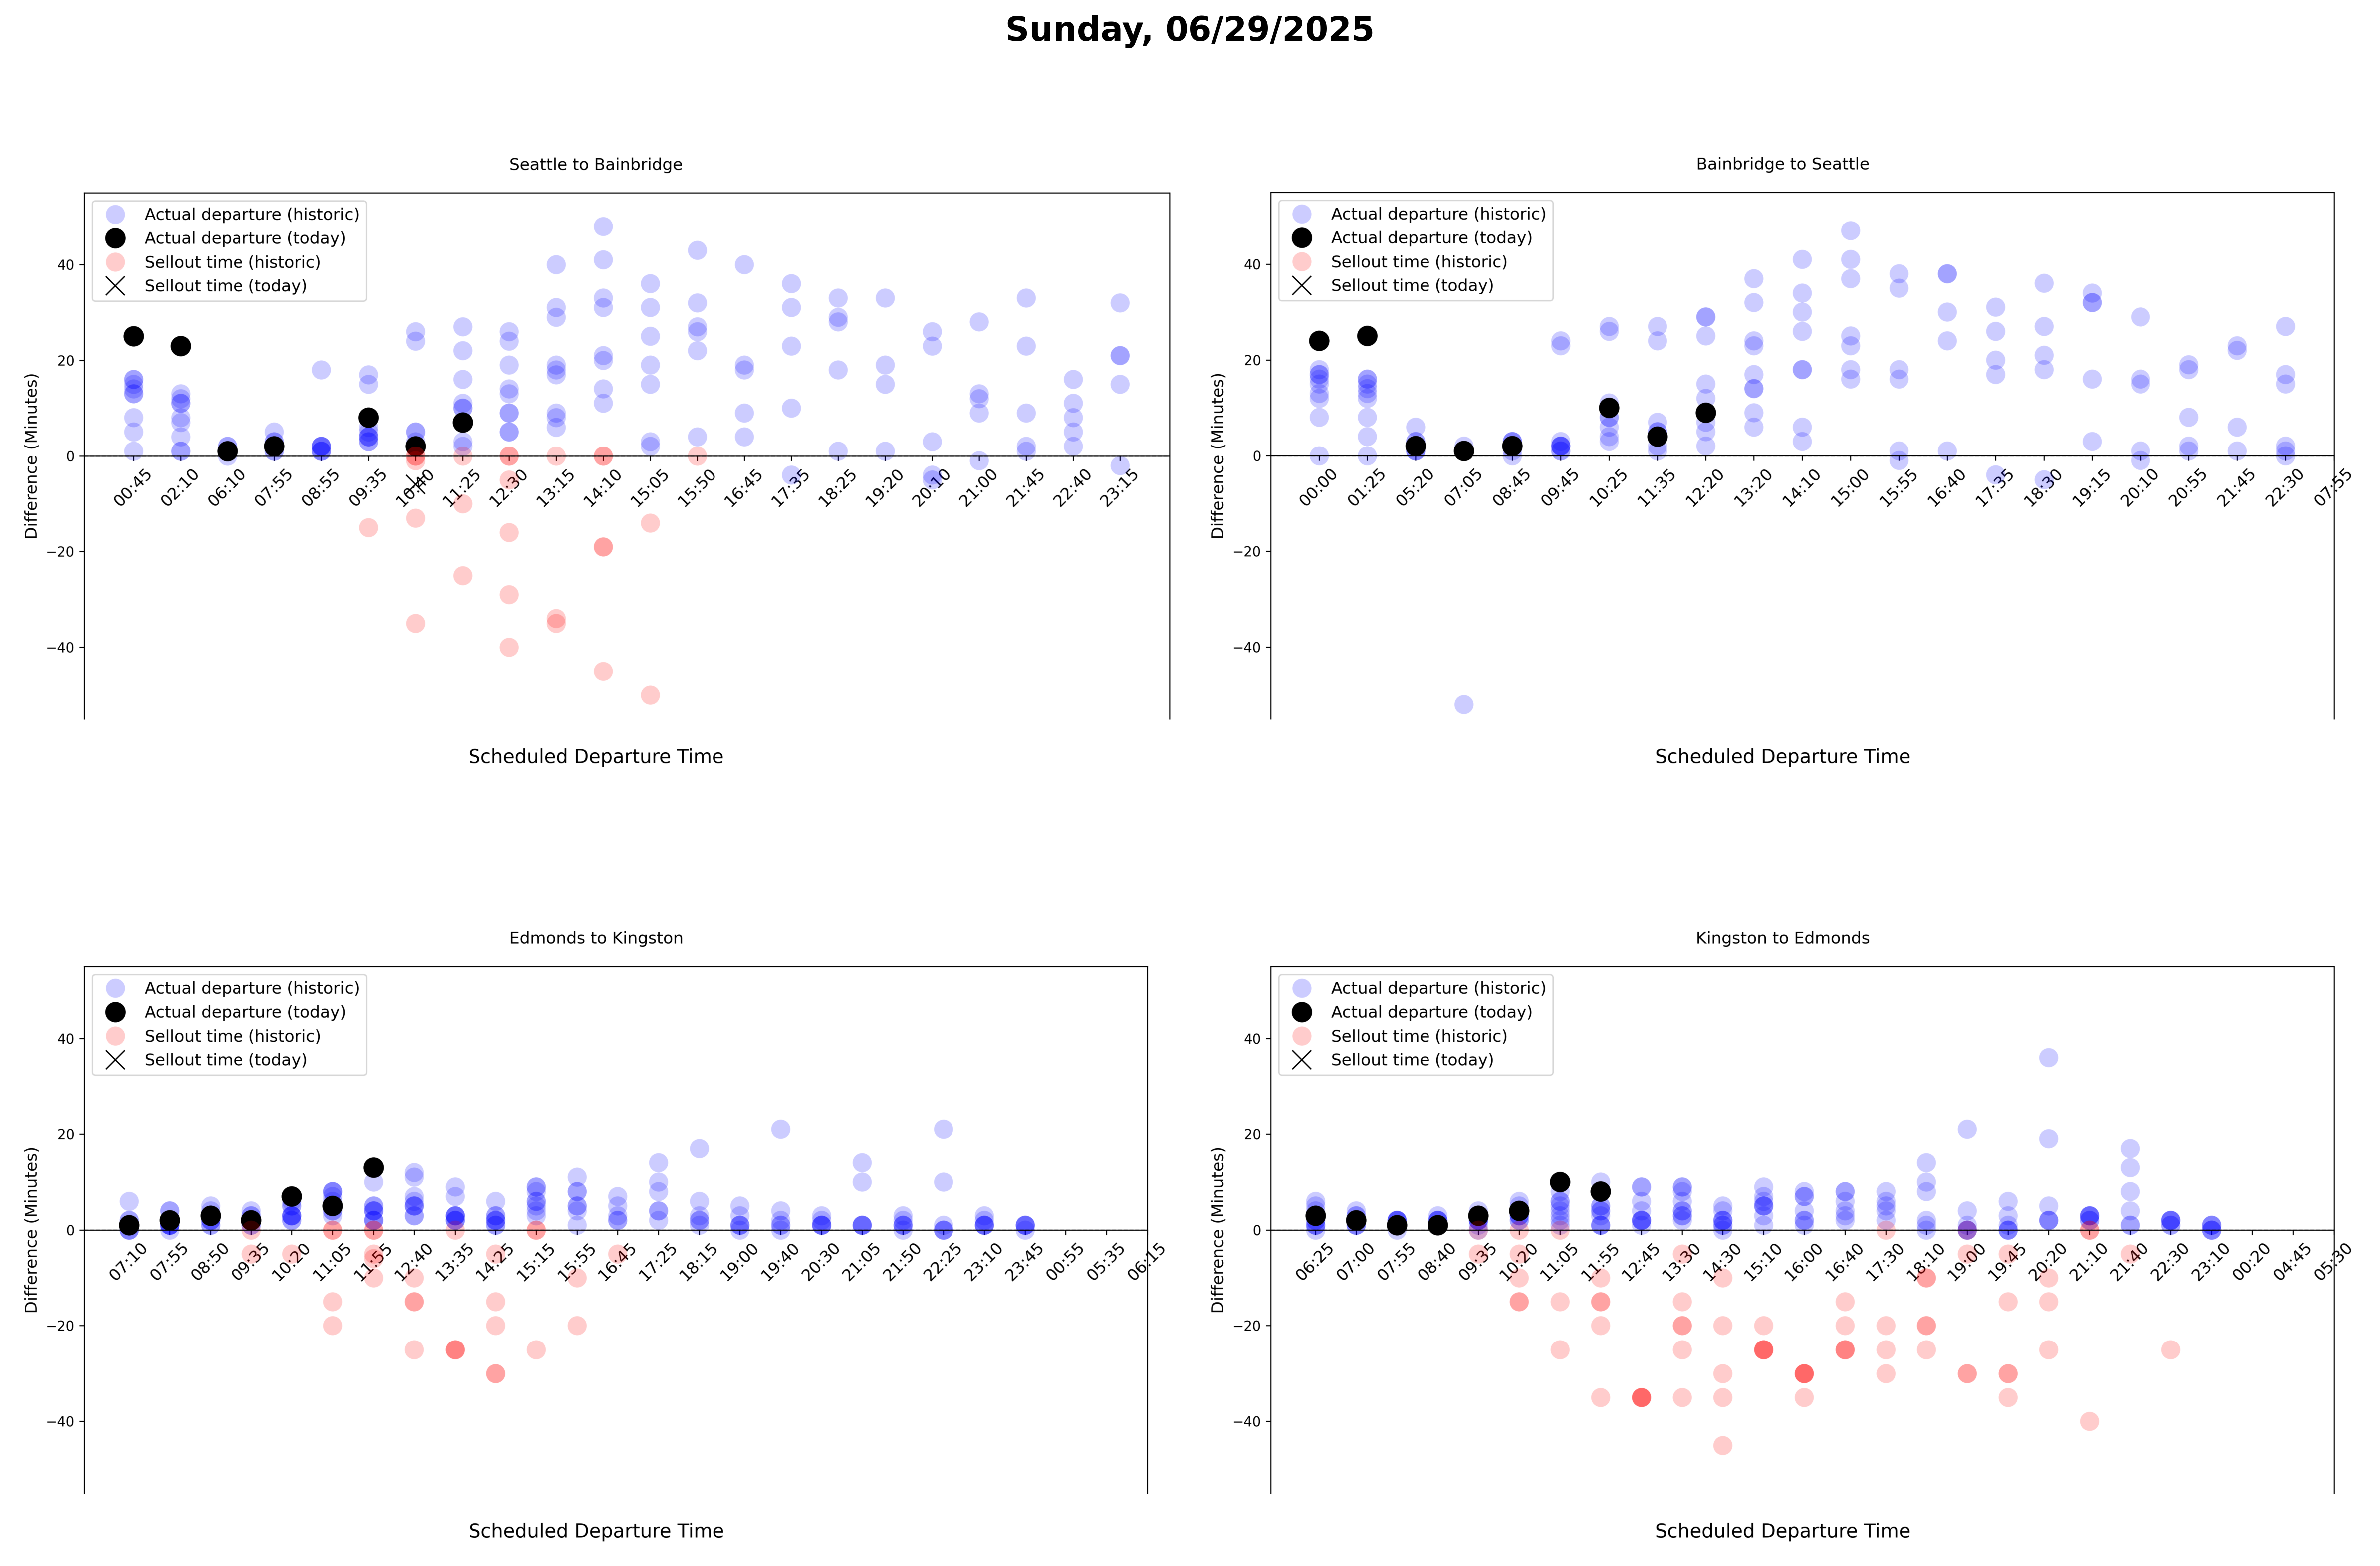 Sunday, 06/29/2025
Seattle to Bainbridge
Actual departure (historic)
Actual departure (today)
Sellout time (historic)
Sellout time (today)
Difference (Minutes)
40
20
0
−20
−40
00:45 02:10 06:10 07:55 08:55 09:35 10:40 11:25 12:30 13:15 14:10 15:05 15:50 16:45 17:35 18:25 19:20 20:10 21:00 21:45 22:40 23:15
Scheduled Departure Time
Bainbridge to Seattle
Actual departure (historic)
Actual departure (today)
Sellout time (historic)
Sellout time (today)
Difference (Minutes)
40
20
0
−20
−40
00:00 01:25 05:20 07:05 08:45 09:45 10:25 11:35 12:20 13:20 14:10 15:00 15:55 16:40 17:35 18:30 19:15 20:10 20:55 21:45 22:30 07:55
Scheduled Departure Time
Edmonds to Kingston
Actual departure (historic)
Actual departure (today)
Sellout time (historic)
Sellout time (today)
Difference (Minutes)
40
20
0
−20
−40
07:10 07:55 08:50 09:35 10:20 11:05 11:55 12:40 13:35 14:25 15:15 15:55 16:45 17:25 18:15 19:00 19:40 20:30 21:05 21:50 22:25 23:10 23:45 00:55 05:35 06:15
Scheduled Departure Time
Kingston to Edmonds
Actual departure (historic)
Actual departure (today)
Sellout time (historic)
Sellout time (today)
Difference (Minutes)
40
20
0
−20
−40
06:25 07:00 07:55 08:40 09:35 10:20 11:05 11:55 12:45 13:30 14:30 15:10 16:00 16:40 17:30 18:10 19:00 19:45 20:20 21:10 21:40 22:30 23:10 00:20 04:45 05:30
Scheduled Departure Time